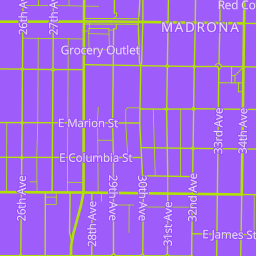 Red Co
26th Ave
27th Ave
MADRONA
Grocery Outlet
E Marion St
33rd Ave
34th Ave
E Columbia St
26th Ave
28th Ave
29th Ave
30th Ave
31st Ave
32nd Ave
E James St